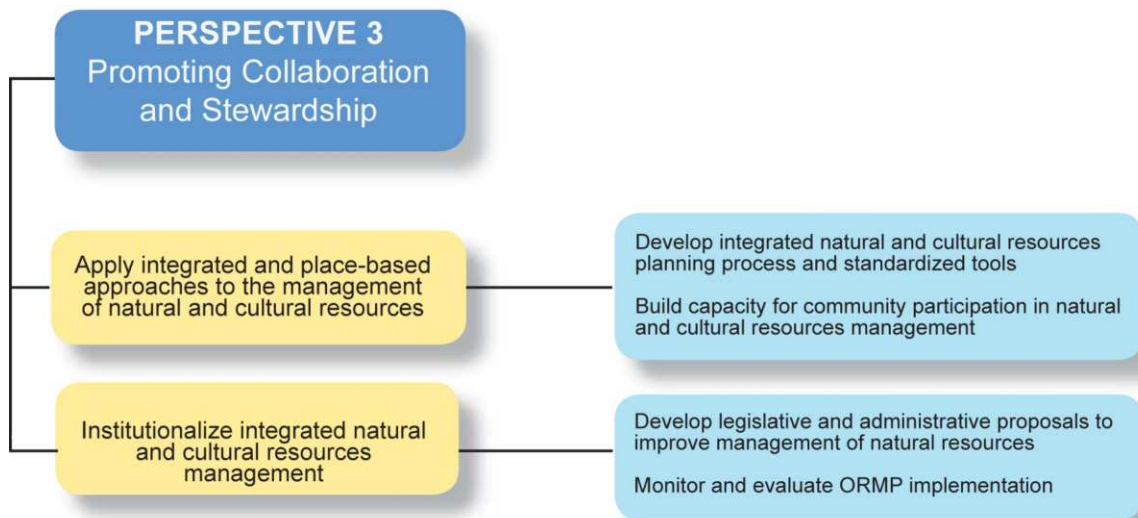 PERSPECTIVE 3
Promoting Collaboration
and Stewardship
Apply integrated and place-based
approaches to the management
of natural and cultural resources
Develop integrated natural and cultural resources
planning process and standardized tools
Build capacity for community participation in natural
and cultural resources management
Institutionalize integrated natural
and cultural resources
management
Develop legislative and administrative proposals to
improve management of natural resources
Monitor and evaluate ORMP implementation